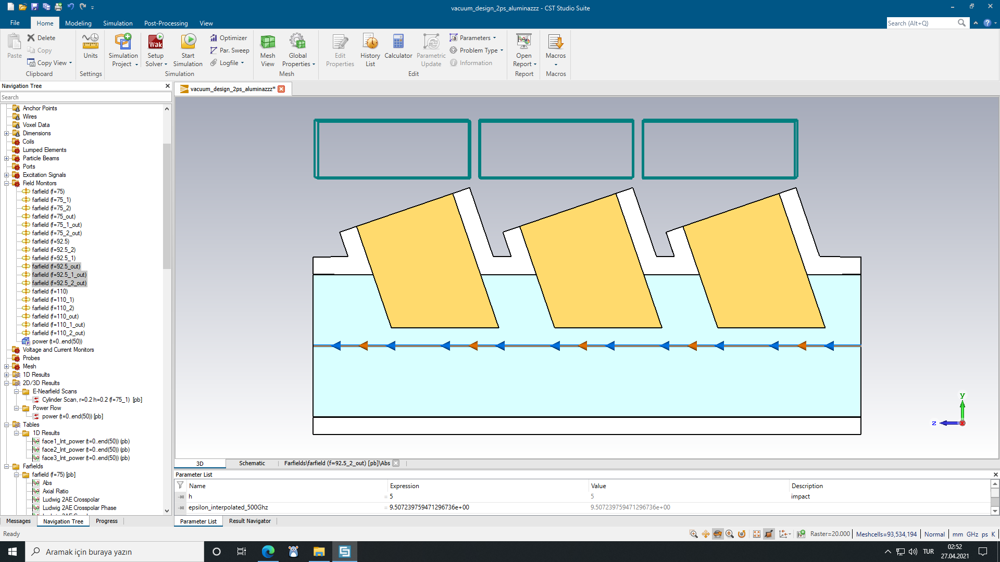 vacuum_design_2ps_aluminazzz - CST Studio Suite
File Home Modeling Simulation Post-Processing View
Search (Alt+Q)
Paste
Delete
Copy
Copy View
Clipboard
Units
Settings
Simulation Project
Setup Solver
Start Simulation
Optimizer
Par. Sweep
Logfile
Simulation
Mesh View
Global Properties
Mesh
Edit Properties
History List
Calculator
Parametric Update
Parameters
Problem Type
Information
Edit
Open Report
Report
Macros
Macros
Navigation Tree
Search
Anchor Points
Wires
Voxel Data
Dimensions
Coils
Lumped Elements
Particle Beams
Ports
Excitation Signals
Field Monitors
farfield (f=75)
farfield (f=75_1)
farfield (f=75_2)
farfield (f=75_out)
farfield (f=75_1_out)
farfield (f=75_2_out)
farfield (f=92.5)
farfield (f=92.5_2)
farfield (f=92.5_1)
farfield (f=92.5_out)
farfield (f=92.5_1_out)
farfield (f=92.5_2_out)
farfield (f=110)
farfield (f=110_1)
farfield (f=110_2)
farfield (f=110_out)
farfield (f=110_1_out)
farfield (f=110_2_out)
power (t=0..end(50))
Voltage and Current Monitors
Probes
Mesh
1D Results
2D/3D Results
E-Nearfield Scans
Cylinder Scan, r=0.2 h=0.2 (f=75_1) [pb]
Power Flow
power (t=0..end(50)) [pb]
Tables
1D Results
face1_Int_power (t=0..end(50)) (pb)
face2_Int_power (t=0..end(50)) (pb)
face3_Int_power (t=0..end(50)) (pb)
Farfields
farfield (f=75) [pb]
Abs
Axial Ratio
Ludwig 2AE Crosspolar
Ludwig 2AE Crosspolar Phase
Messages Navigation Tree Progress
vacuum_design_2ps_aluminazzz*
y
z
3D Schematic Farfields\farfield (f=92.5_2_out) [pb]\Abs
Parameter List
Name Expression Value Description
h = 5 5 impact
epsilon_interpolated_500Ghz = 9.507239759471296736e+00 9.507239759471296736e+00
Parameter List Result Navigator
Ready
Raster=20.000 Meshcells=93,534,194 Normal mm GHz ps K
Aramak için buraya yazın
TUR
02:52
27.04.2021